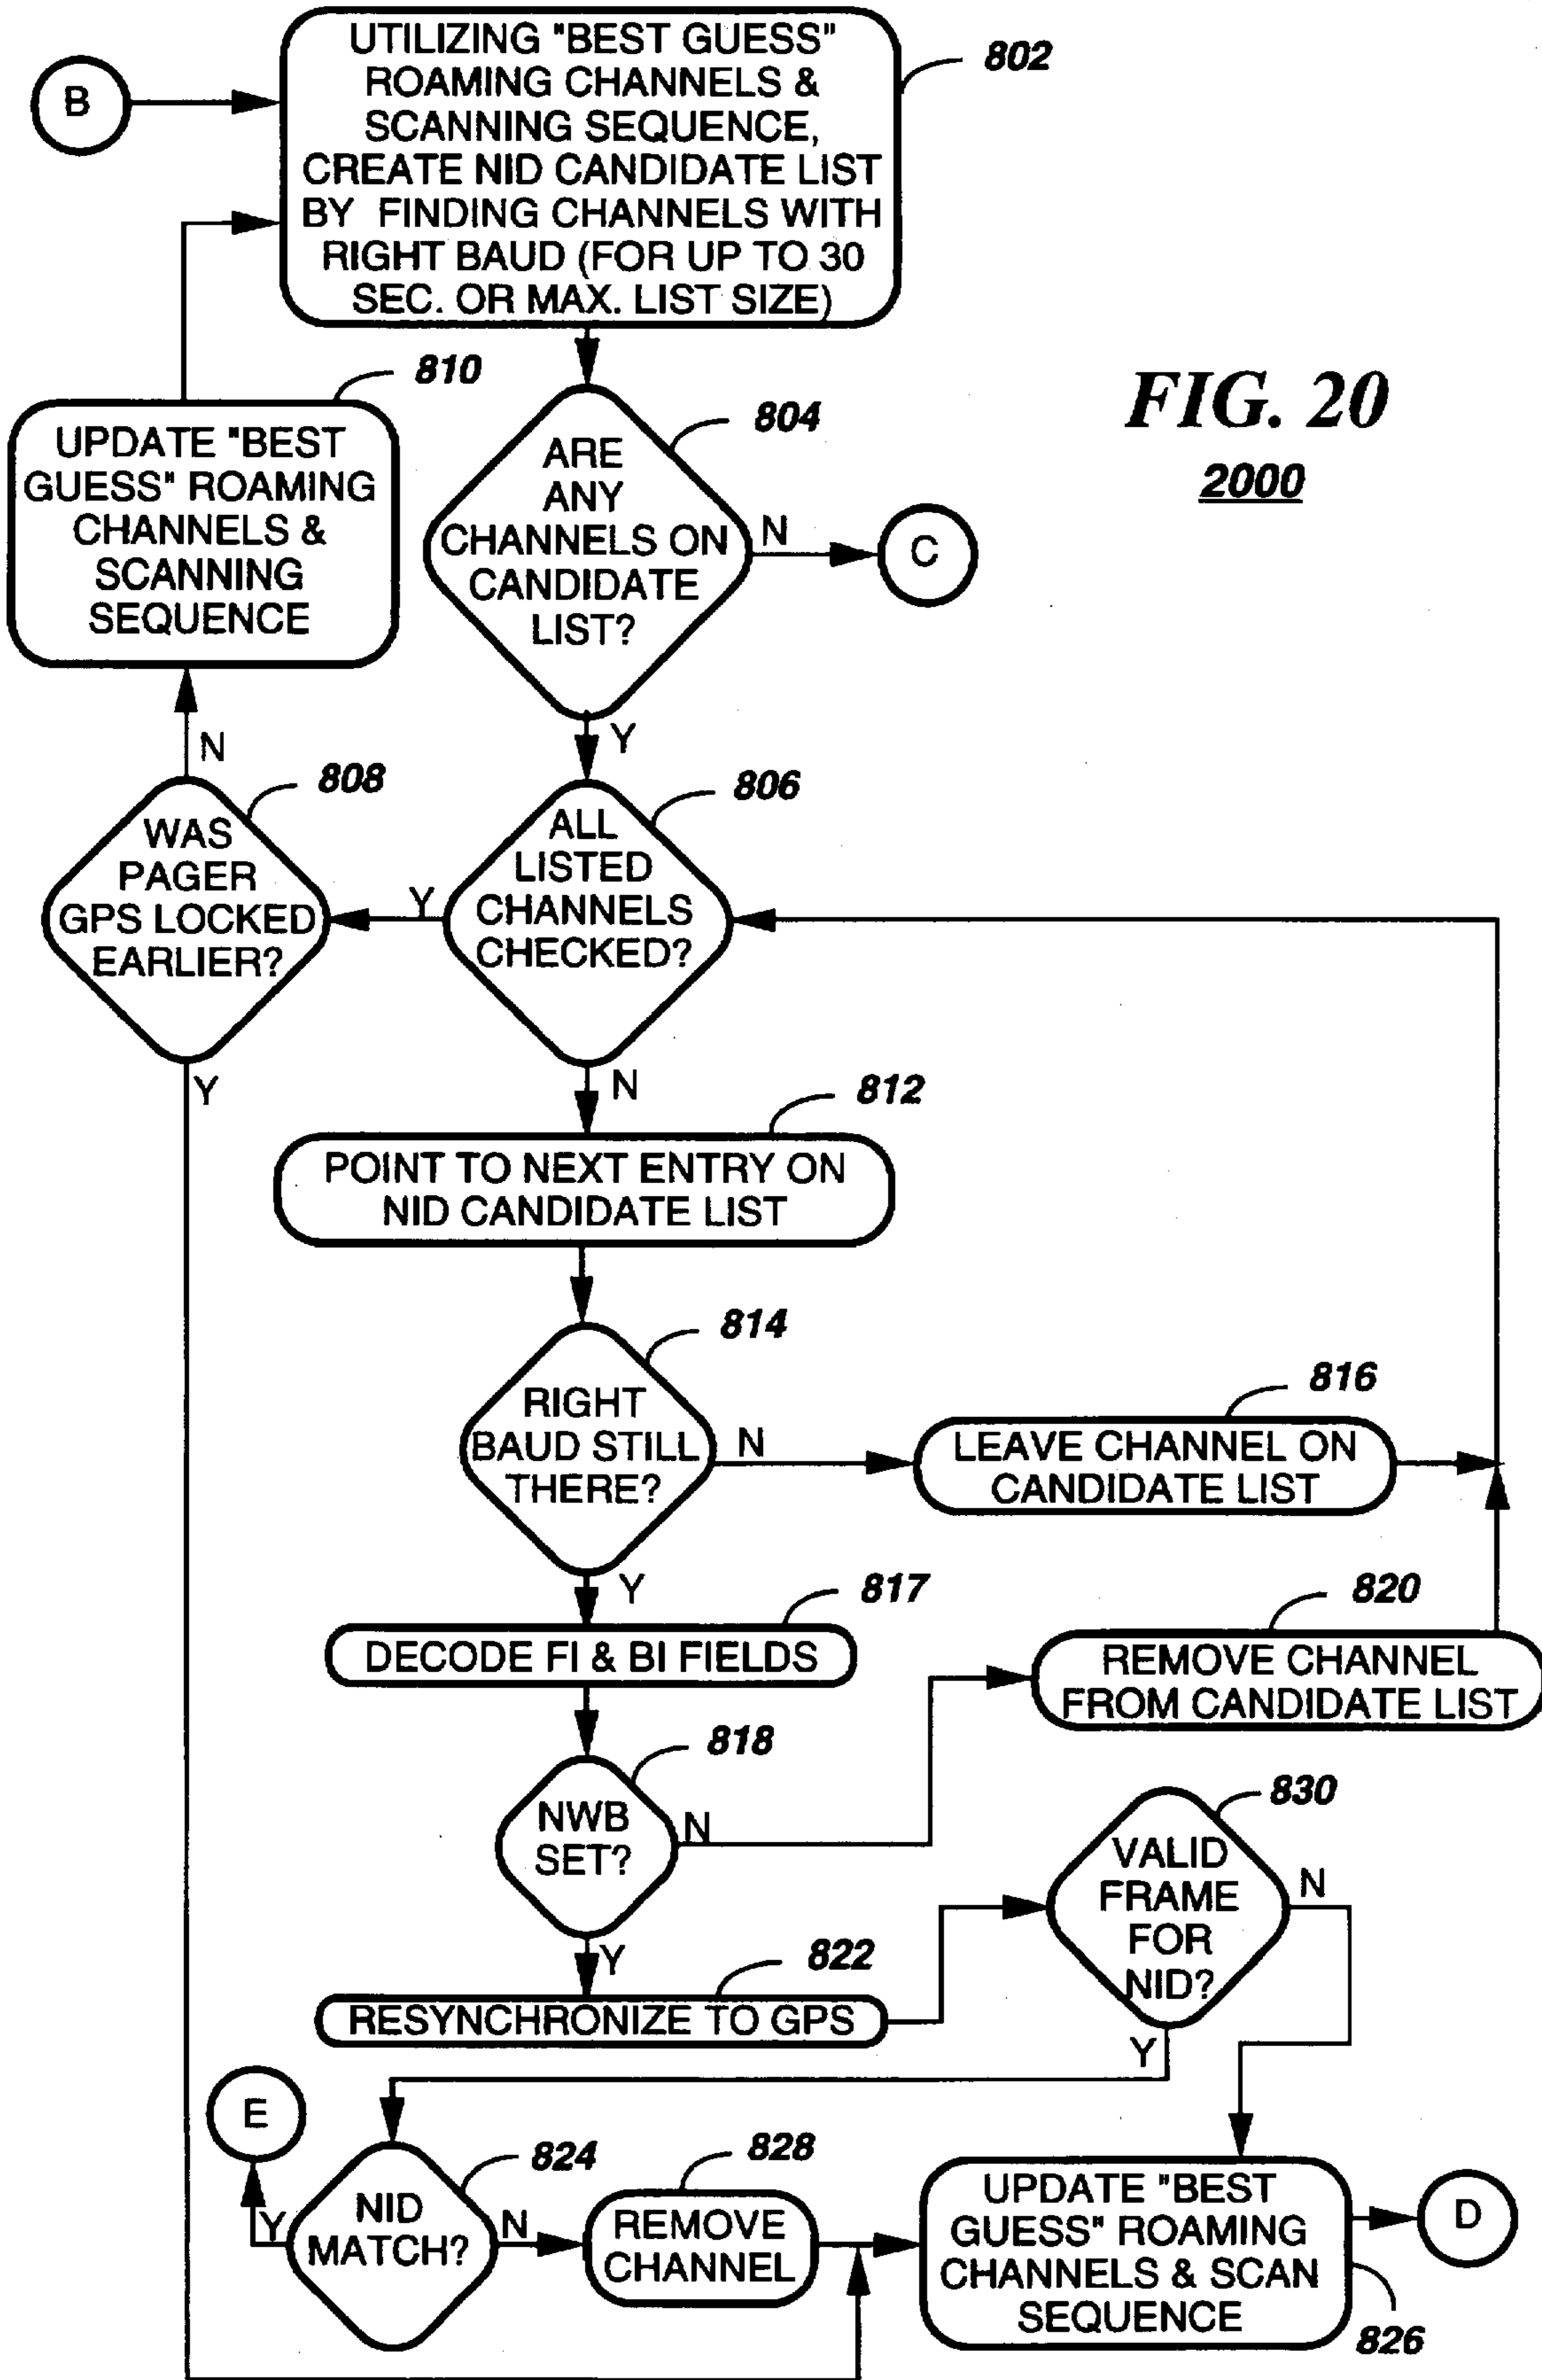 B
UTILIZING "BEST GUESS"
ROAMING CHANNELS &
SCANNING SEQUENCE,
CREATE NID CANDIDATE LIST
BY FINDING CHANNELS WITH
RIGHT BAUD (FOR UP TO 30
SEC. OR MAX. LIST SIZE)
802
FIG. 20
2000
810
UPDATE "BEST
GUESS" ROAMING
CHANNELS &
SCANNING
SEQUENCE
804
ARE
ANY
CHANNELS ON
CANDIDATE
LIST?
N
C
Y
N
808
WAS
PAGER
GPS LOCKED
EARLIER?
Y
806
ALL
LISTED
CHANNELS
CHECKED?
Y
N
812
POINT TO NEXT ENTRY ON
NID CANDIDATE LIST
814
RIGHT
BAUD STILL
THERE?
N
816
LEAVE CHANNEL ON
CANDIDATE LIST
Y
817
DECODE FI & BI FIELDS
820
REMOVE CHANNEL
FROM CANDIDATE LIST
818
NWB
SET?
N
Y
830
VALID
FRAME
FOR
NID?
N
Y
822
RESYNCHRONIZE TO GPS
E
824
NID
MATCH?
Y
N
828
REMOVE
CHANNEL
UPDATE "BEST
GUESS" ROAMING
CHANNELS & SCAN
SEQUENCE
826
D